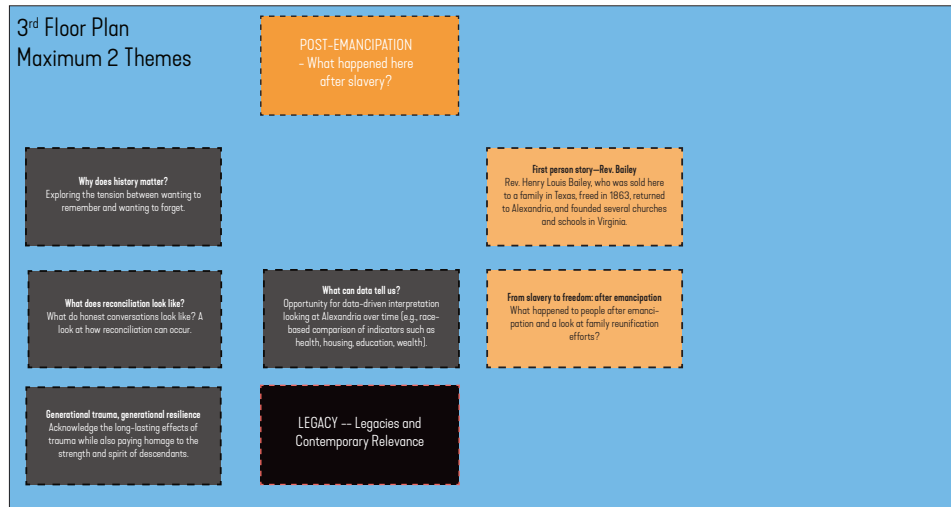 3rd Floor Plan
Maximum 2 Themes
POST-EMANCIPATION
- What happened here
after slavery?
Why does history matter?
Exploring the tension between wanting to
remember and wanting to forget.
First person story—Rev. Bailey
Rev. Henry Louis Bailey, who was sold here
to a family in Texas, freed in 1863, returned
to Alexandria, and founded several churches
and schools in Virginia.
What does reconciliation look like?
What do honest conversations look like? A
look at how reconciliation can occur.
What can data tell us?
Opportunity for data-driven interpretation
looking at Alexandria over time (e.g., race-
based comparison of indicators such as
health, housing, education, wealth).
From slavery to freedom: after emancipation
What happened to people after emanci-
pation and a look at family reunification
efforts?
Generational trauma, generational resilience
Acknowledge the long-lasting effects of
trauma while also paying homage to the
strength and spirit of descendants.
LEGACY -- Legacies and
Contemporary Relevance